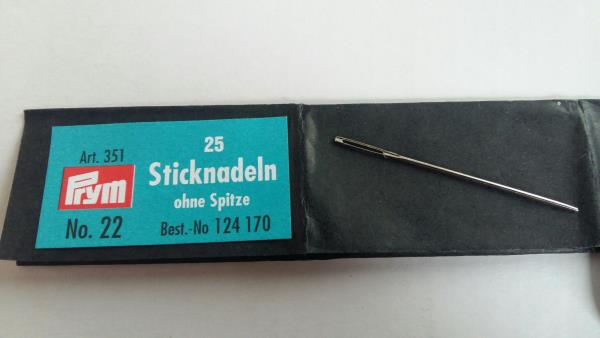 Art. 351
Prym
No. 22
25
Sticknadeln
ohne Spitze
Best.-No 124 170